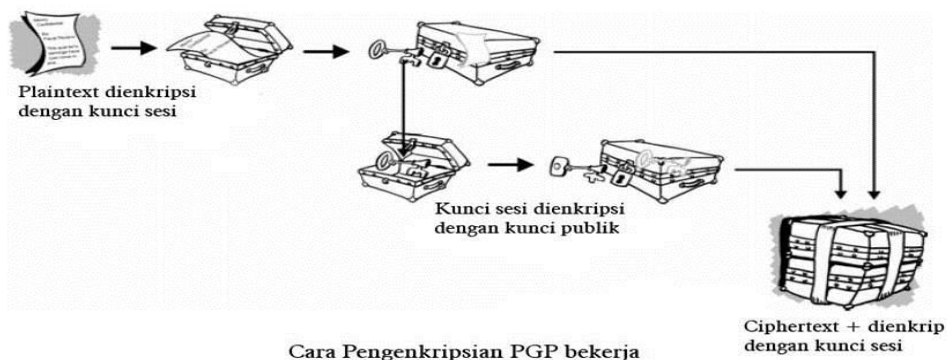 Plaintext dienkripsi
dengan kunci sesi
Kunci sesi dienkripsi
dengan kunci publik
Ciphertext + dienkrip
dengan kunci sesi
Cara Pengenkripsian PGP bekerja